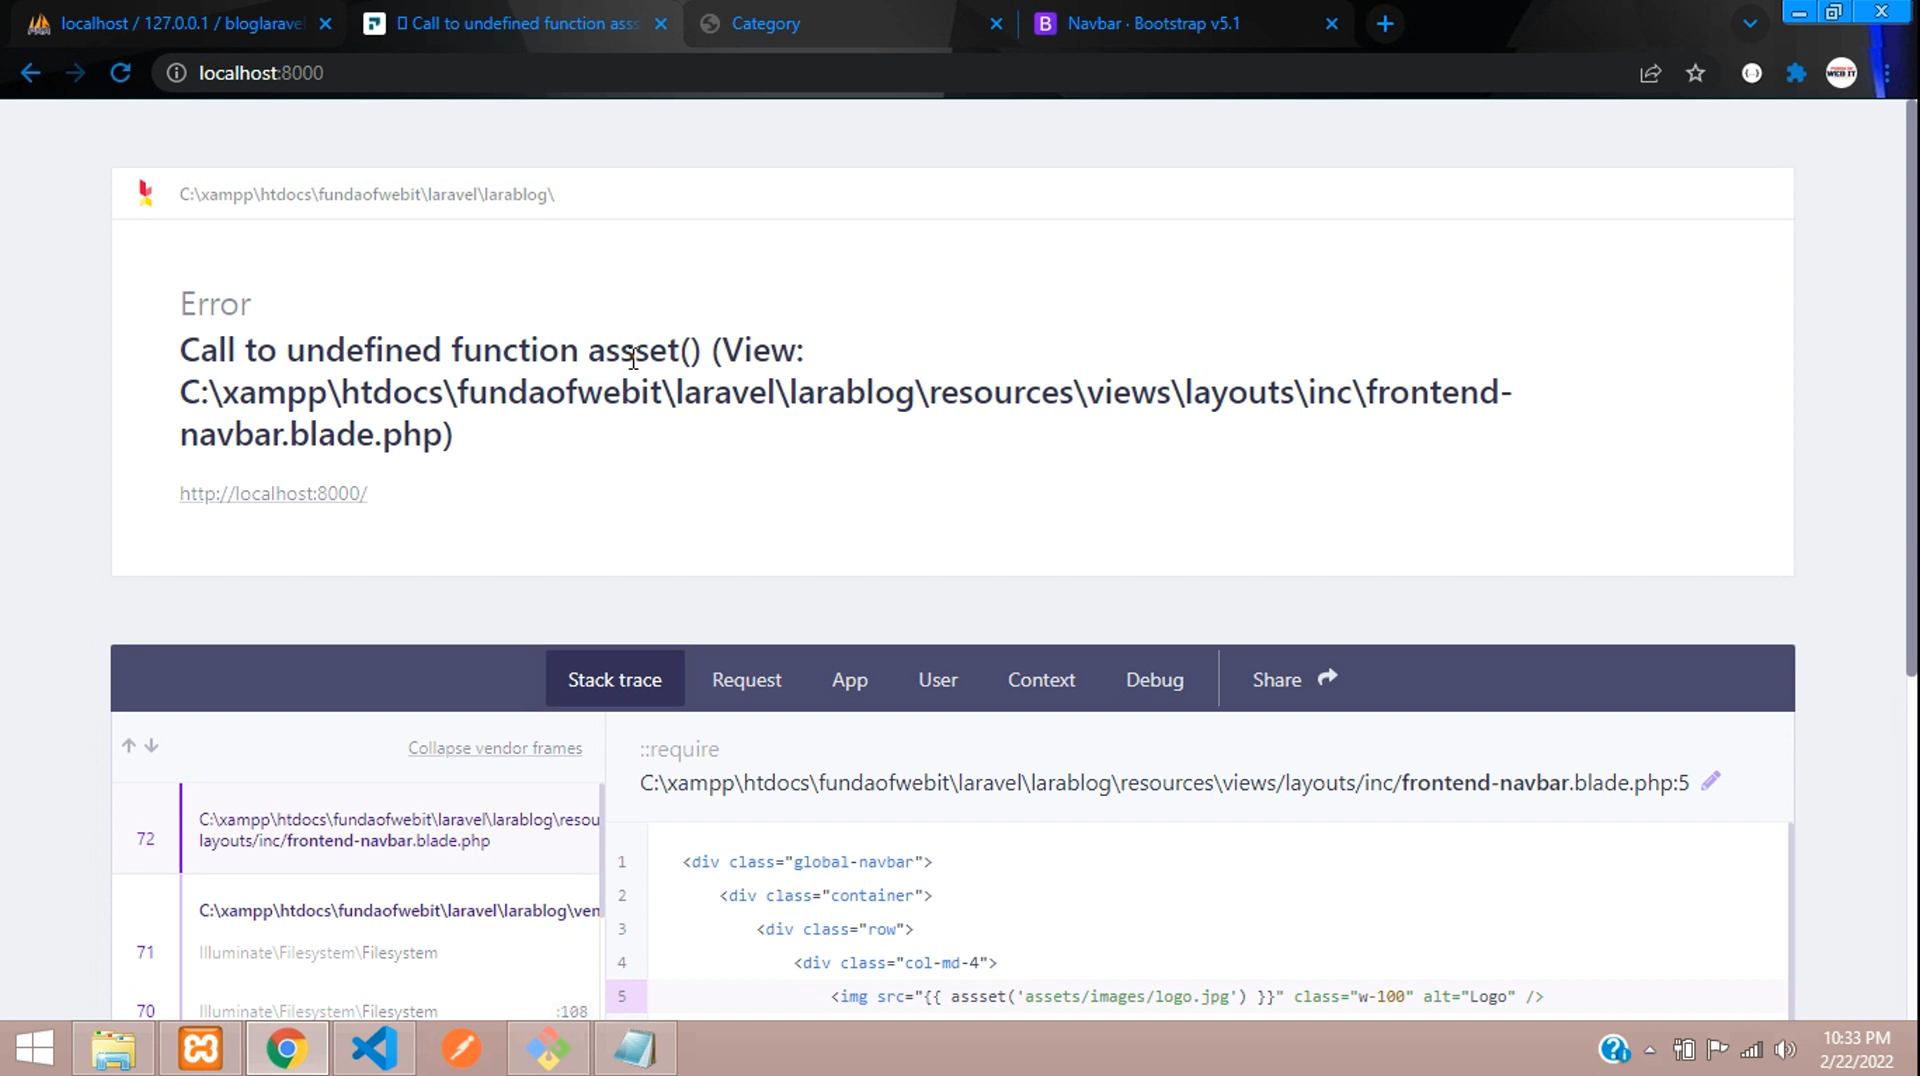 localhost / 127.0.0.1 / bloglaravel
Call to undefined function assse
Category
Navbar · Bootstrap v5.1
localhost:8000
WEB IT
C:\xampp\htdocs\fundaofwebit\laravel\larablog\
Error
Call to undefined function assset() (View:
C:\xampp\htdocs\fundaofwebit\laravel\larablog\resources\views\layouts\inc\frontend-
navbar.blade.php)
http://localhost:8000/
Stack trace
Request
App
User
Context
Debug
Share
Collapse vendor frames
::require
C:\xampp\htdocs\fundaofwebit\laravel\larablog\resources\views/layouts/inc/frontend-navbar.blade.php:5
72
C:\xampp\htdocs\fundaofwebit\laravel\larablog\resou
layouts/inc/frontend-navbar.blade.php
C:\xampp\htdocs\fundaofwebit\laravel\larablog\ven
71
Illuminate\Filesystem\Filesystem
70
Illuminate\Filesystem\Filesystem
:108
1 <div class="global-navbar">
2 <div class="container">
3 <div class="row">
4 <div class="col-md-4">
5 <img src="{{ assset('assets/images/logo.jpg') }}" class="w-100" alt="Logo" />
10:33 PM
2/22/2022